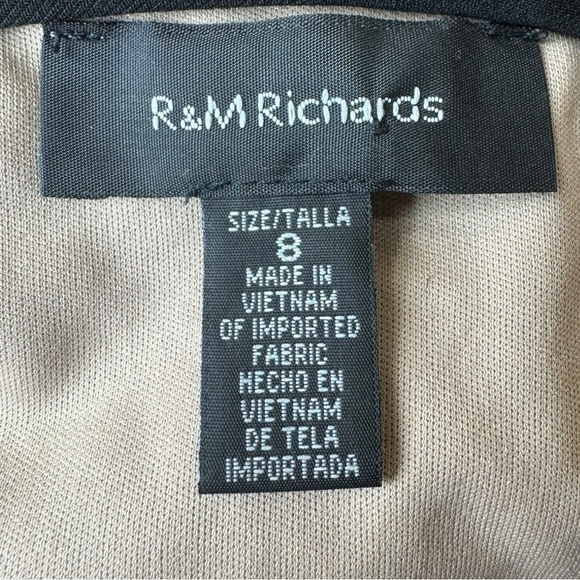 R&M Richards
SIZE/TALLA
8
MADE IN
VIETNAM
OF IMPORTED
FABRIC
HECHO EN
VIETNAM
DE TELA
IMPORTADA